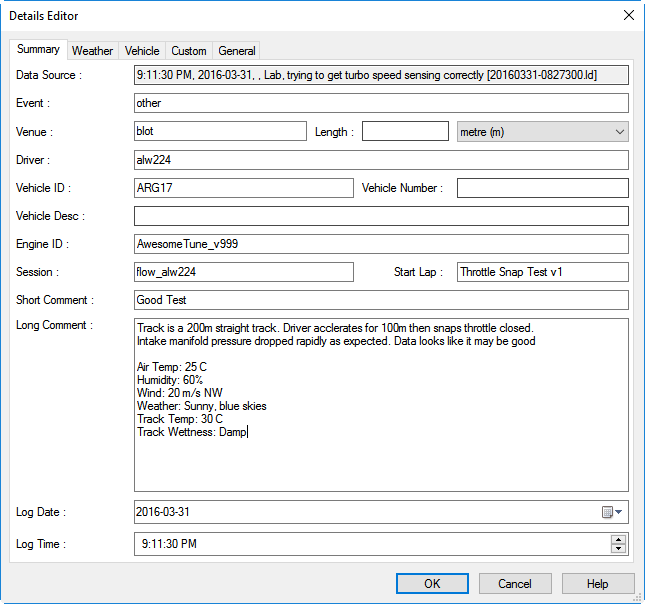 Details Editor
Summary Weather Vehicle Custom General
Data Source : 9:11:30 PM, 2016-03-31, , Lab, trying to get turbo speed sensing correctly [20160331-0827300.ld]
Event : other
Venue : blot Length : metre (m)
Driver : alw224
Vehicle ID : ARG17 Vehicle Number :
Vehicle Desc :
Engine ID : AwesomeTune_v999
Session : flow_alw224 Start Lap : Throttle Snap Test v1
Short Comment : Good Test
Long Comment : Track is a 200m straight track. Driver acclerates for 100m then snaps throttle closed.
Intake manifold pressure dropped rapidly as expected. Data looks like it may be good
Air Temp: 25 C
Humidity: 60%
Wind: 20 m/s NW
Weather: Sunny, blue skies
Track Temp: 30 C
Track Wettness: Damp
Log Date : 2016-03-31
Log Time : 9:11:30 PM
OK Cancel Help